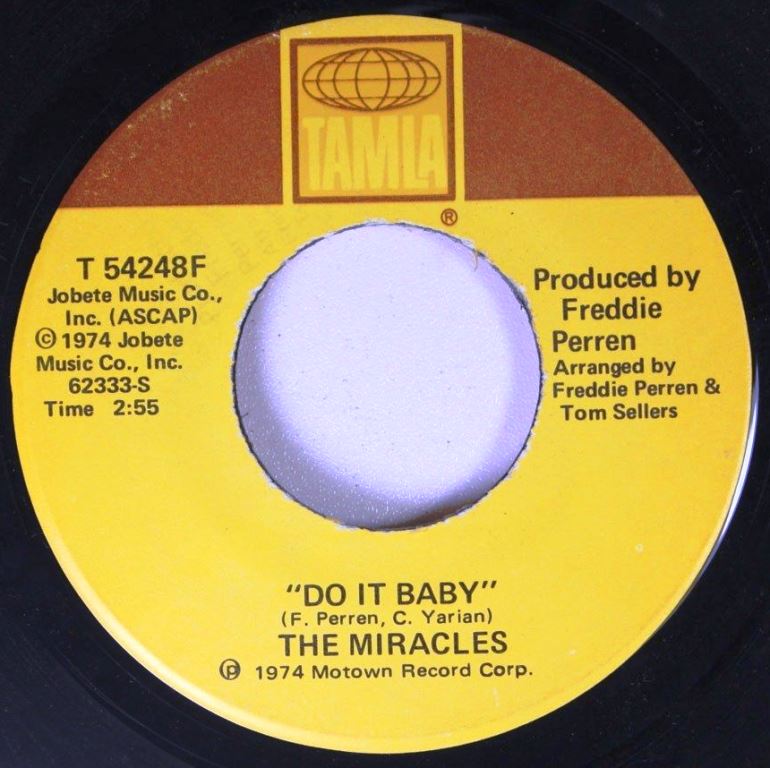 TAMLA
®
T 54248F
Jobete Music Co.,
Inc. (ASCAP)
© 1974 Jobete
Music Co., Inc.
62333-S
Time 2:55
Produced by
Freddie
Perren
Arranged by
Freddie Perren &
Tom Sellers
"DO IT BABY"
(F. Perren, C. Yarian)
THE MIRACLES
℗ 1974 Motown Record Corp.